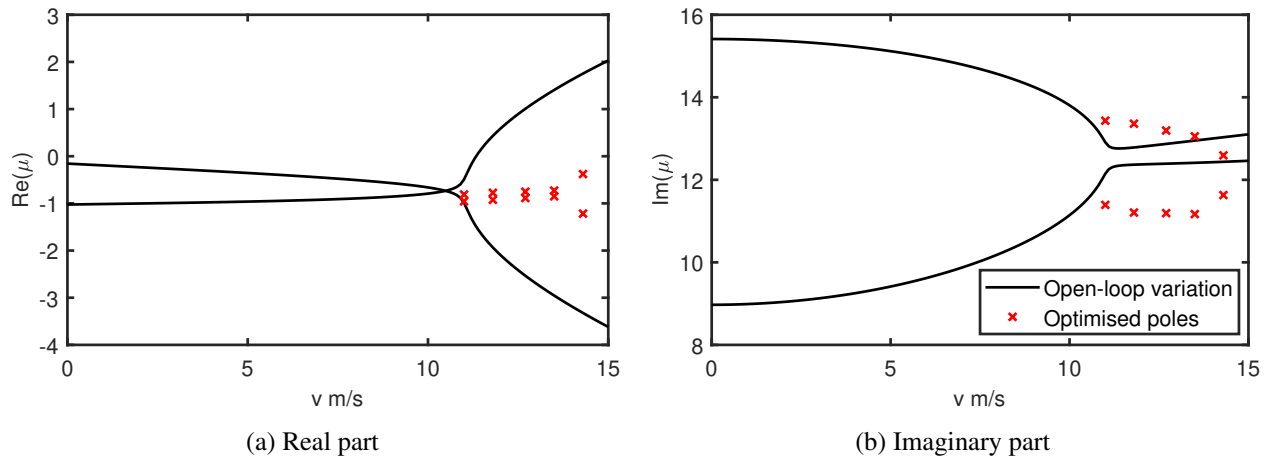 3
2
1
0
-1
-2
-3
-4
Re(μ)
0
5
10
15
v m/s
(a) Real part
16
14
12
10
8
Im(μ)
0
5
10
15
v m/s
Open-loop variation
Optimised poles
(b) Imaginary part